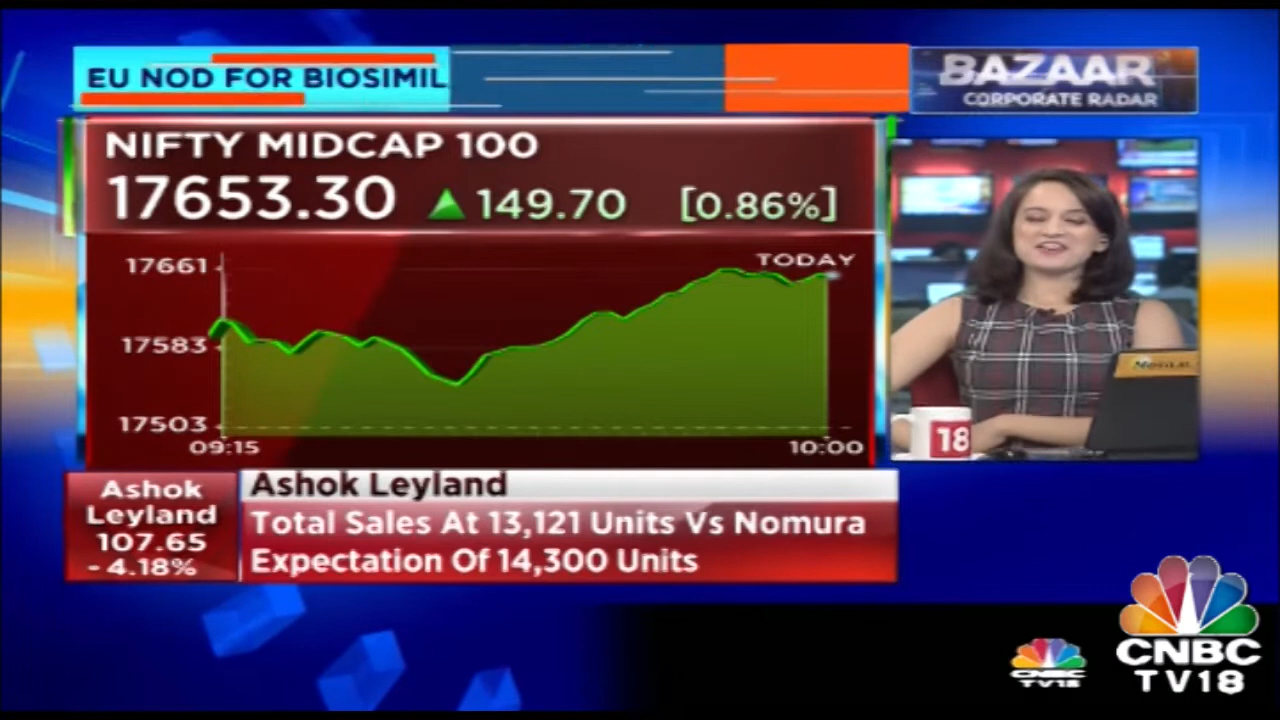 EU NOD FOR BIOSIMIL
BAZAAR
CORPORATE RADAR
NIFTY MIDCAP 100
17653.30 ▲ 149.70 [0.86%]
TODAY
17661
17583
17503
09:15 10:00
18
Ashok
Leyland
107.65
- 4.18%
Ashok Leyland
Total Sales At 13,121 Units Vs Nomura
Expectation Of 14,300 Units
CNBC
TV18
CNBC
TV18